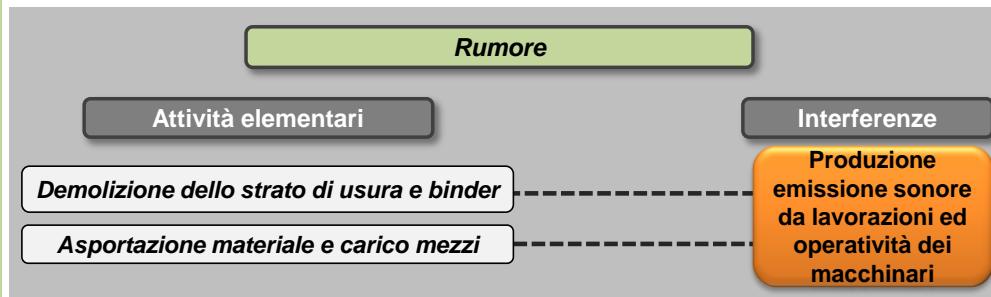 Rumore
Attività elementari
Interferenze
Demolizione dello strato di usura e binder
Asportazione materiale e carico mezzi
Produzione
emissione sonore
da lavorazioni ed
operatività dei
macchinari